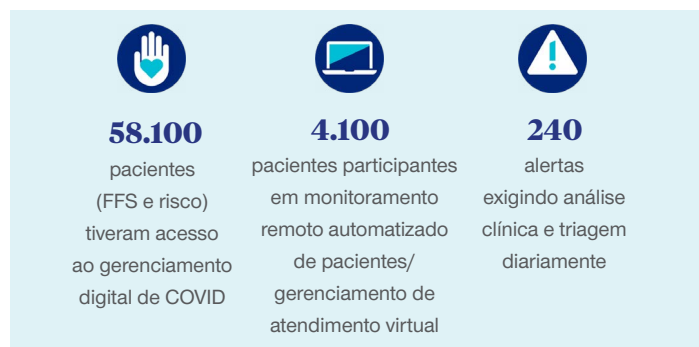 58.100
pacientes
(FFS e risco)
tiveram acesso
ao gerenciamento
digital de COVID
4.100
pacientes participantes
em monitoramento
remoto automatizado
de pacientes/
gerenciamento de
atendimento virtual
240
alertas
exigindo análise
clínica e triagem
diariamente